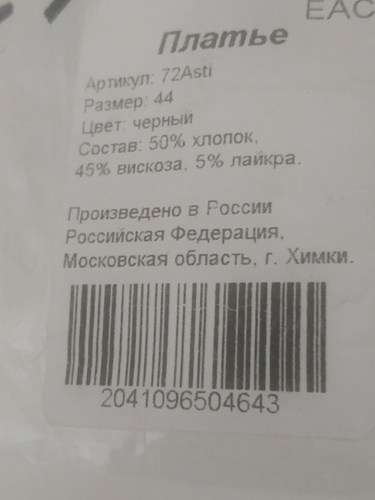 EAC
Платье
Артикул: 72Asti
Размер: 44
Цвет: черный
Состав: 50% хлопок,
45% вискоза, 5% лайкра.
Произведено в России
Российская Федерация,
Московская область, г. Химки.
2041096504643